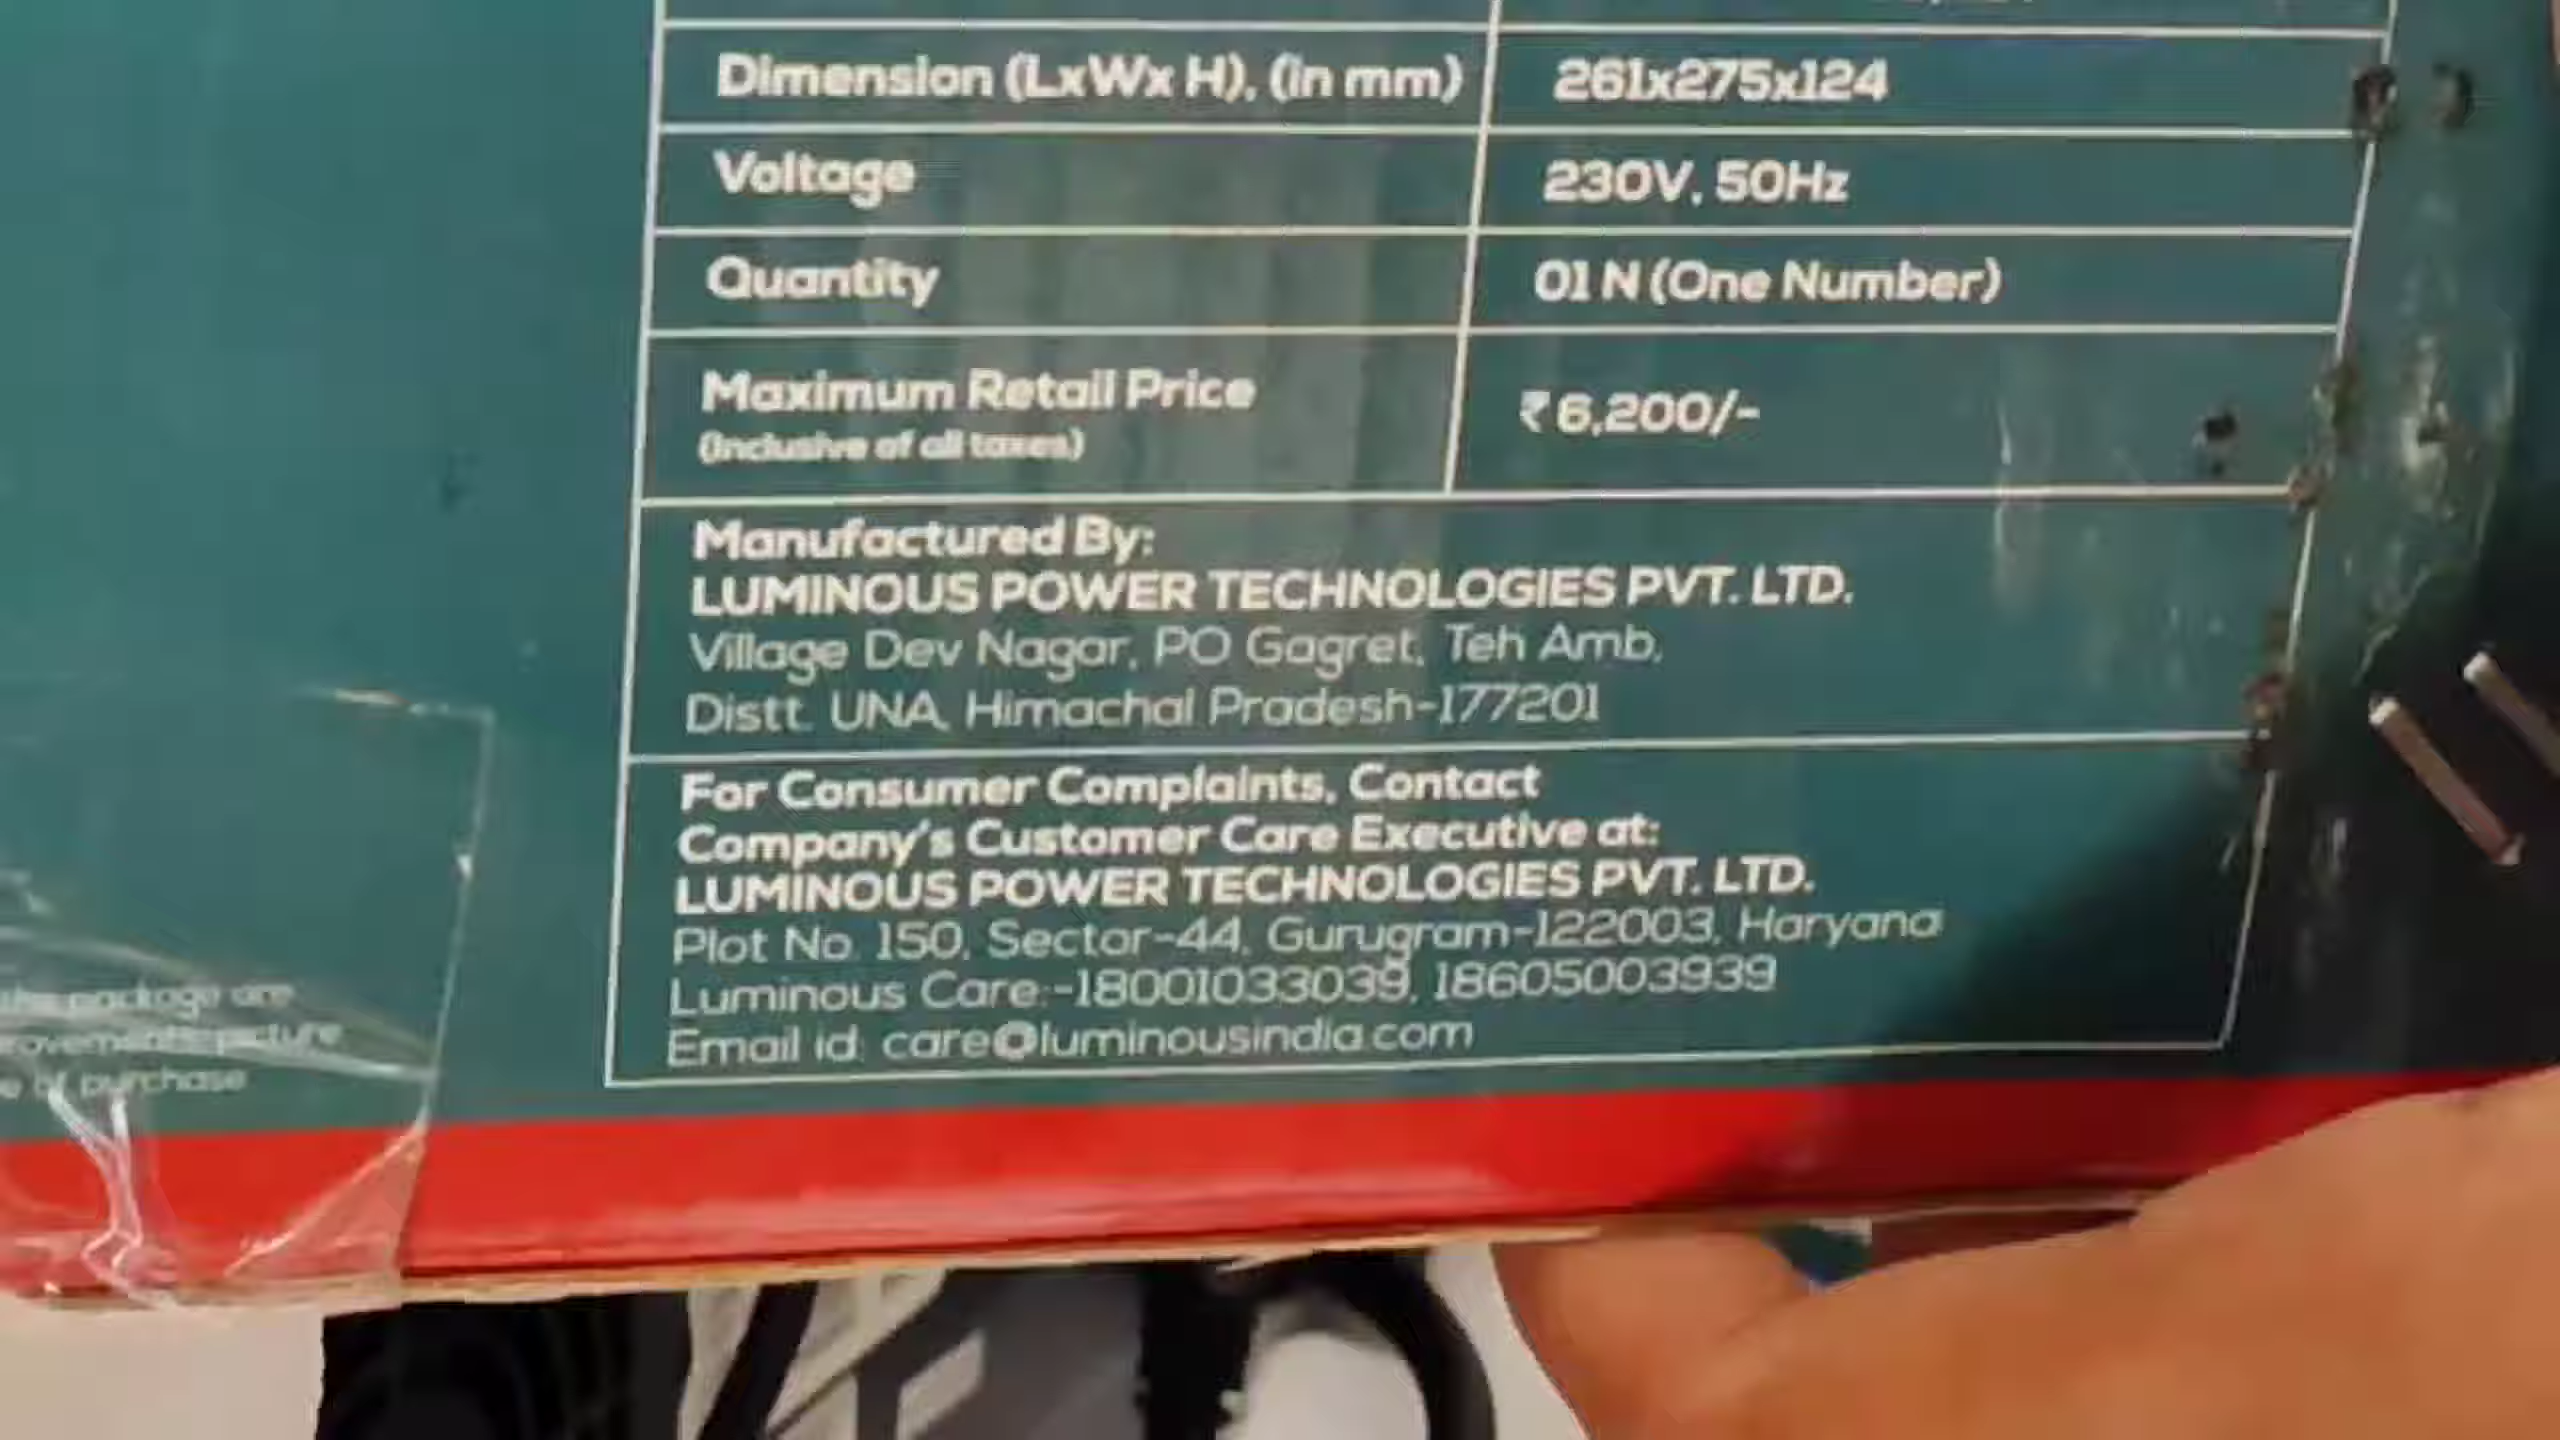 Dimension (LxWx H), (in mm) 261x275x124
Voltage 230V, 50Hz
Quantity 01 N (One Number)
Maximum Retail Price
(Inclusive of all taxes)
₹ 6,200/-
Manufactured By:
LUMINOUS POWER TECHNOLOGIES PVT. LTD.
Village Dev Nagar, PO Gagret, Teh Amb,
Distt. UNA, Himachal Pradesh-177201
For Consumer Complaints, Contact
Company's Customer Care Executive at:
LUMINOUS POWER TECHNOLOGIES PVT. LTD.
Plot No. 150, Sector-44, Gurugram-122003, Haryana
Luminous Care:-18001033039, 18605003939
Email id: care@luminousindia.com
package are
picture
of purchase